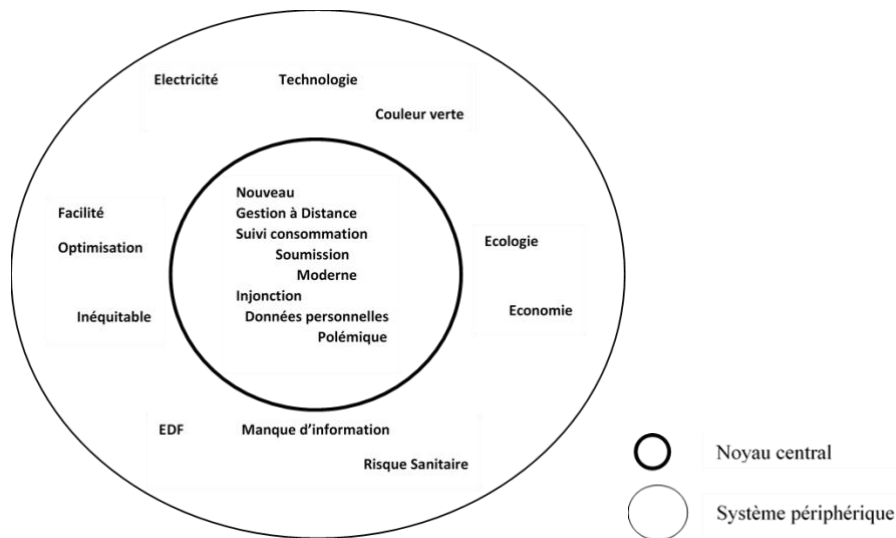 Electricité Technologie
Couleur verte
Nouveau
Facilité Gestion à Distance
Suivi consommation
Optimisation Ecologie
Soumission
Moderne
Injonction
Inéquitable Données personnelles Economie
Polémique
EDF Manque d'information
Risque Sanitaire
Noyau central
Système périphérique